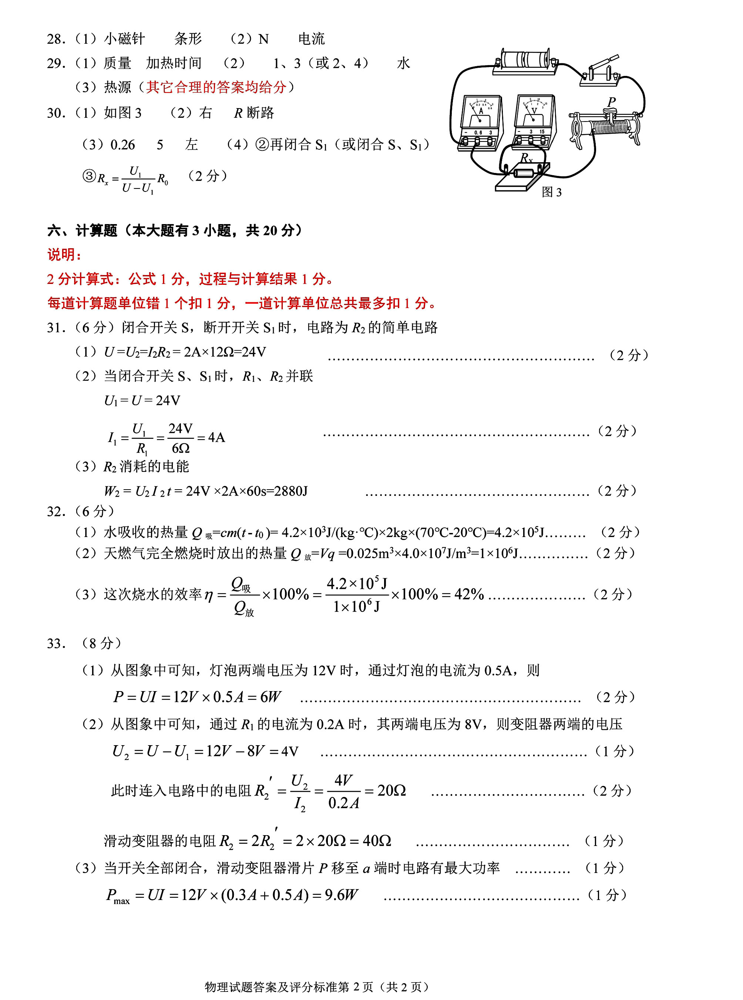 28.（1）小磁针 条形 （2）N 电流
29.（1）质量 加热时间 （2） 1、3（或 2、4） 水
（3）热源（其它合理的答案均给分）
30.（1）如图 3 （2）右 R 断路
（3）0.26 5 左 （4）②再闭合 S₁（或闭合 S、S₁）
③Rₓ = U₁/(U－U₁) R₀ （2 分）
A
- 0.6 3
V
- 3 15
P
Rₓ
图 3
六、计算题（本大题有 3 小题，共 20 分）
说明：
2 分计算式：公式 1 分，过程与计算结果 1 分。
每道计算题单位错 1 个扣 1 分，一道计算单位总共最多扣 1 分。
31.（6 分）闭合开关 S，断开开关 S₁时，电路为 R₂的简单电路
（1）U =U₂=I₂R₂ = 2A×12Ω=24V ……………………………………………………（2 分）
（2）当闭合开关 S、S₁时，R₁、R₂并联
U₁ = U = 24V
I₁ = U₁/R₁ = 24V/6Ω = 4A ……………………………………………………（2 分）
（3）R₂消耗的电能
W₂ = U₂ I ₂ t = 24V ×2A×60s=2880J …………………………………………（2 分）
32.（6 分）
（1）水吸收的热量 Q 吸=cm(t - t₀ )= 4.2×10³J/(kg·℃)×2kg×(70℃-20℃)=4.2×10⁵J……… （2 分）
（2）天燃气完全燃烧时放出的热量 Q 放=Vq =0.025m³×4.0×10⁷J/m³=1×10⁶J……………（2 分）
（3）这次烧水的效率 η = Q吸/Q放 ×100% = 4.2×10⁵J/1×10⁶J ×100% = 42% …………………（2 分）
33. （8 分）
（1）从图象中可知，灯泡两端电压为 12V 时，通过灯泡的电流为 0.5A，则
P = UI = 12V × 0.5A = 6W …………………………………………………… （2 分）
（2）从图象中可知，通过 R₁的电流为 0.2A 时，其两端电压为 8V，则变阻器两端的电压
U₂ = U － U₁ = 12V － 8V = 4V ……………………………………………………（1 分）
此时连入电路中的电阻 R₂′ = U₂/I₂ = 4V/0.2A = 20Ω ……………………………（2 分）
滑动变阻器的电阻 R₂ = 2R₂′ = 2×20Ω = 40Ω …………………………… （1 分）
（3）当开关全部闭合，滑动变阻器滑片 P 移至 a 端时电路有最大功率 ………… （1 分）
Pmax = UI = 12V×(0.3A + 0.5A) = 9.6W ……………………………………（1 分）
物理试题答案及评分标准第 2 页（共 2 页）